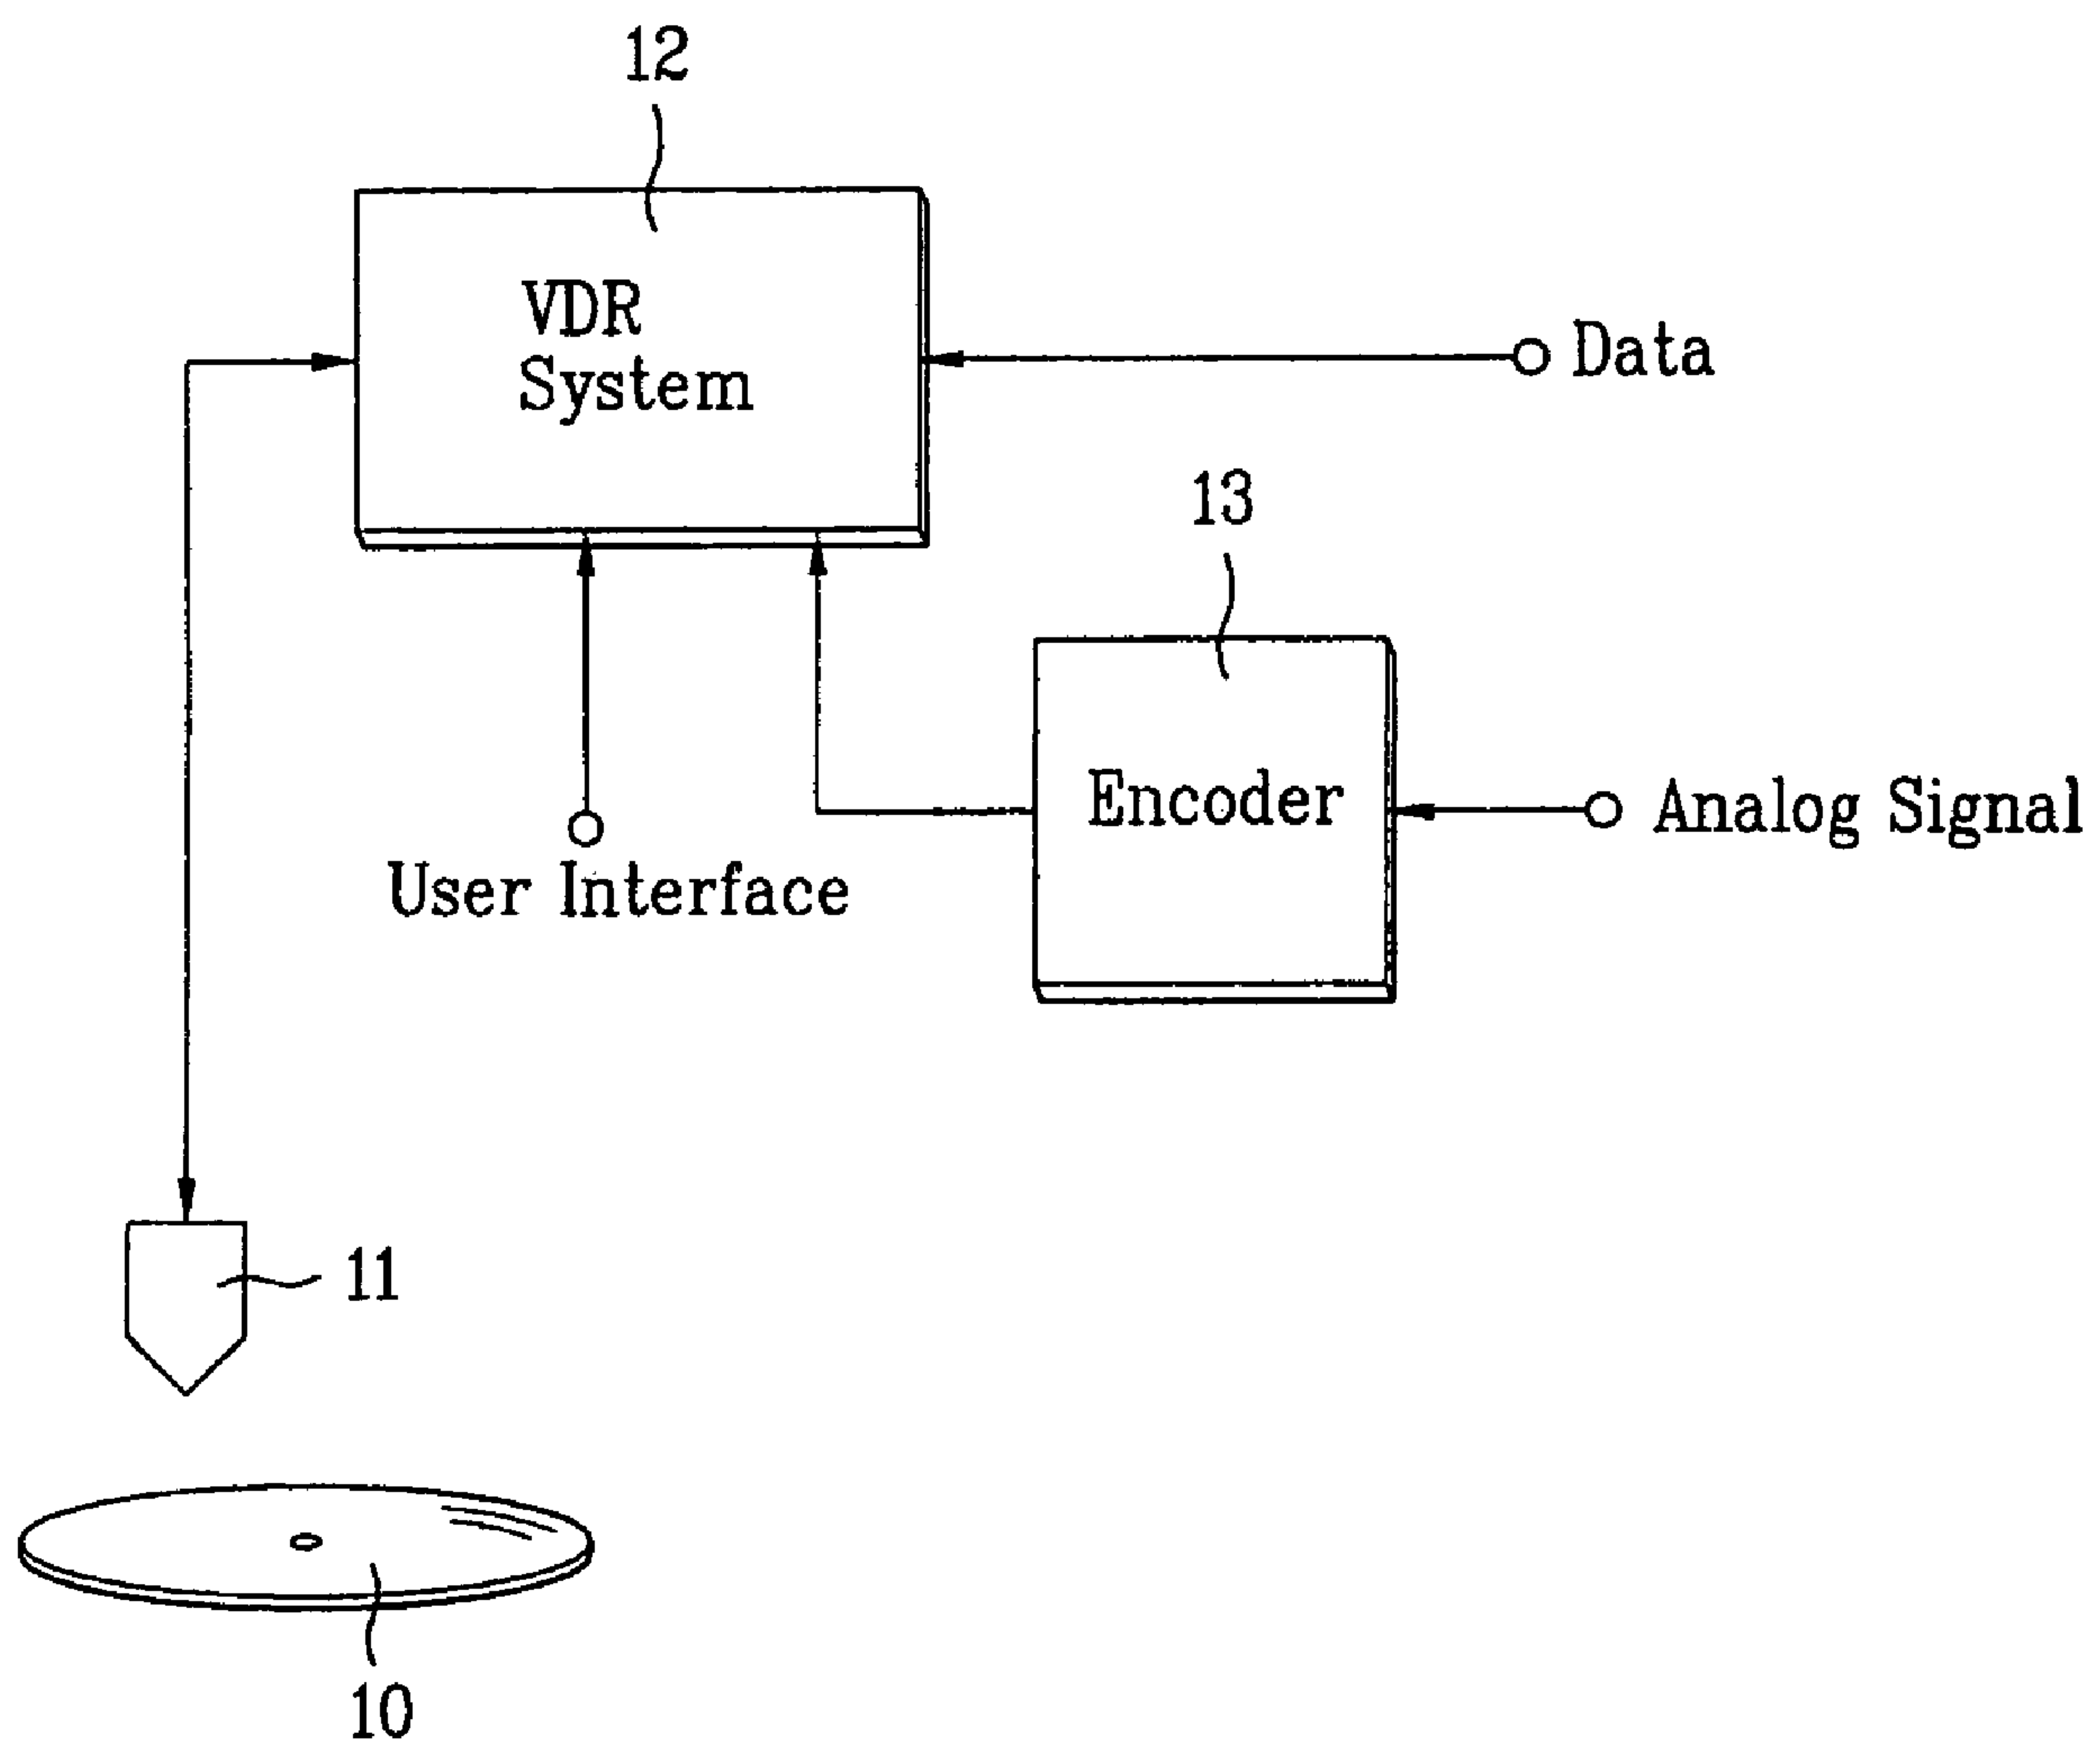 12
VDR
System
Data
13
Encoder
Analog Signal
User Interface
11
10